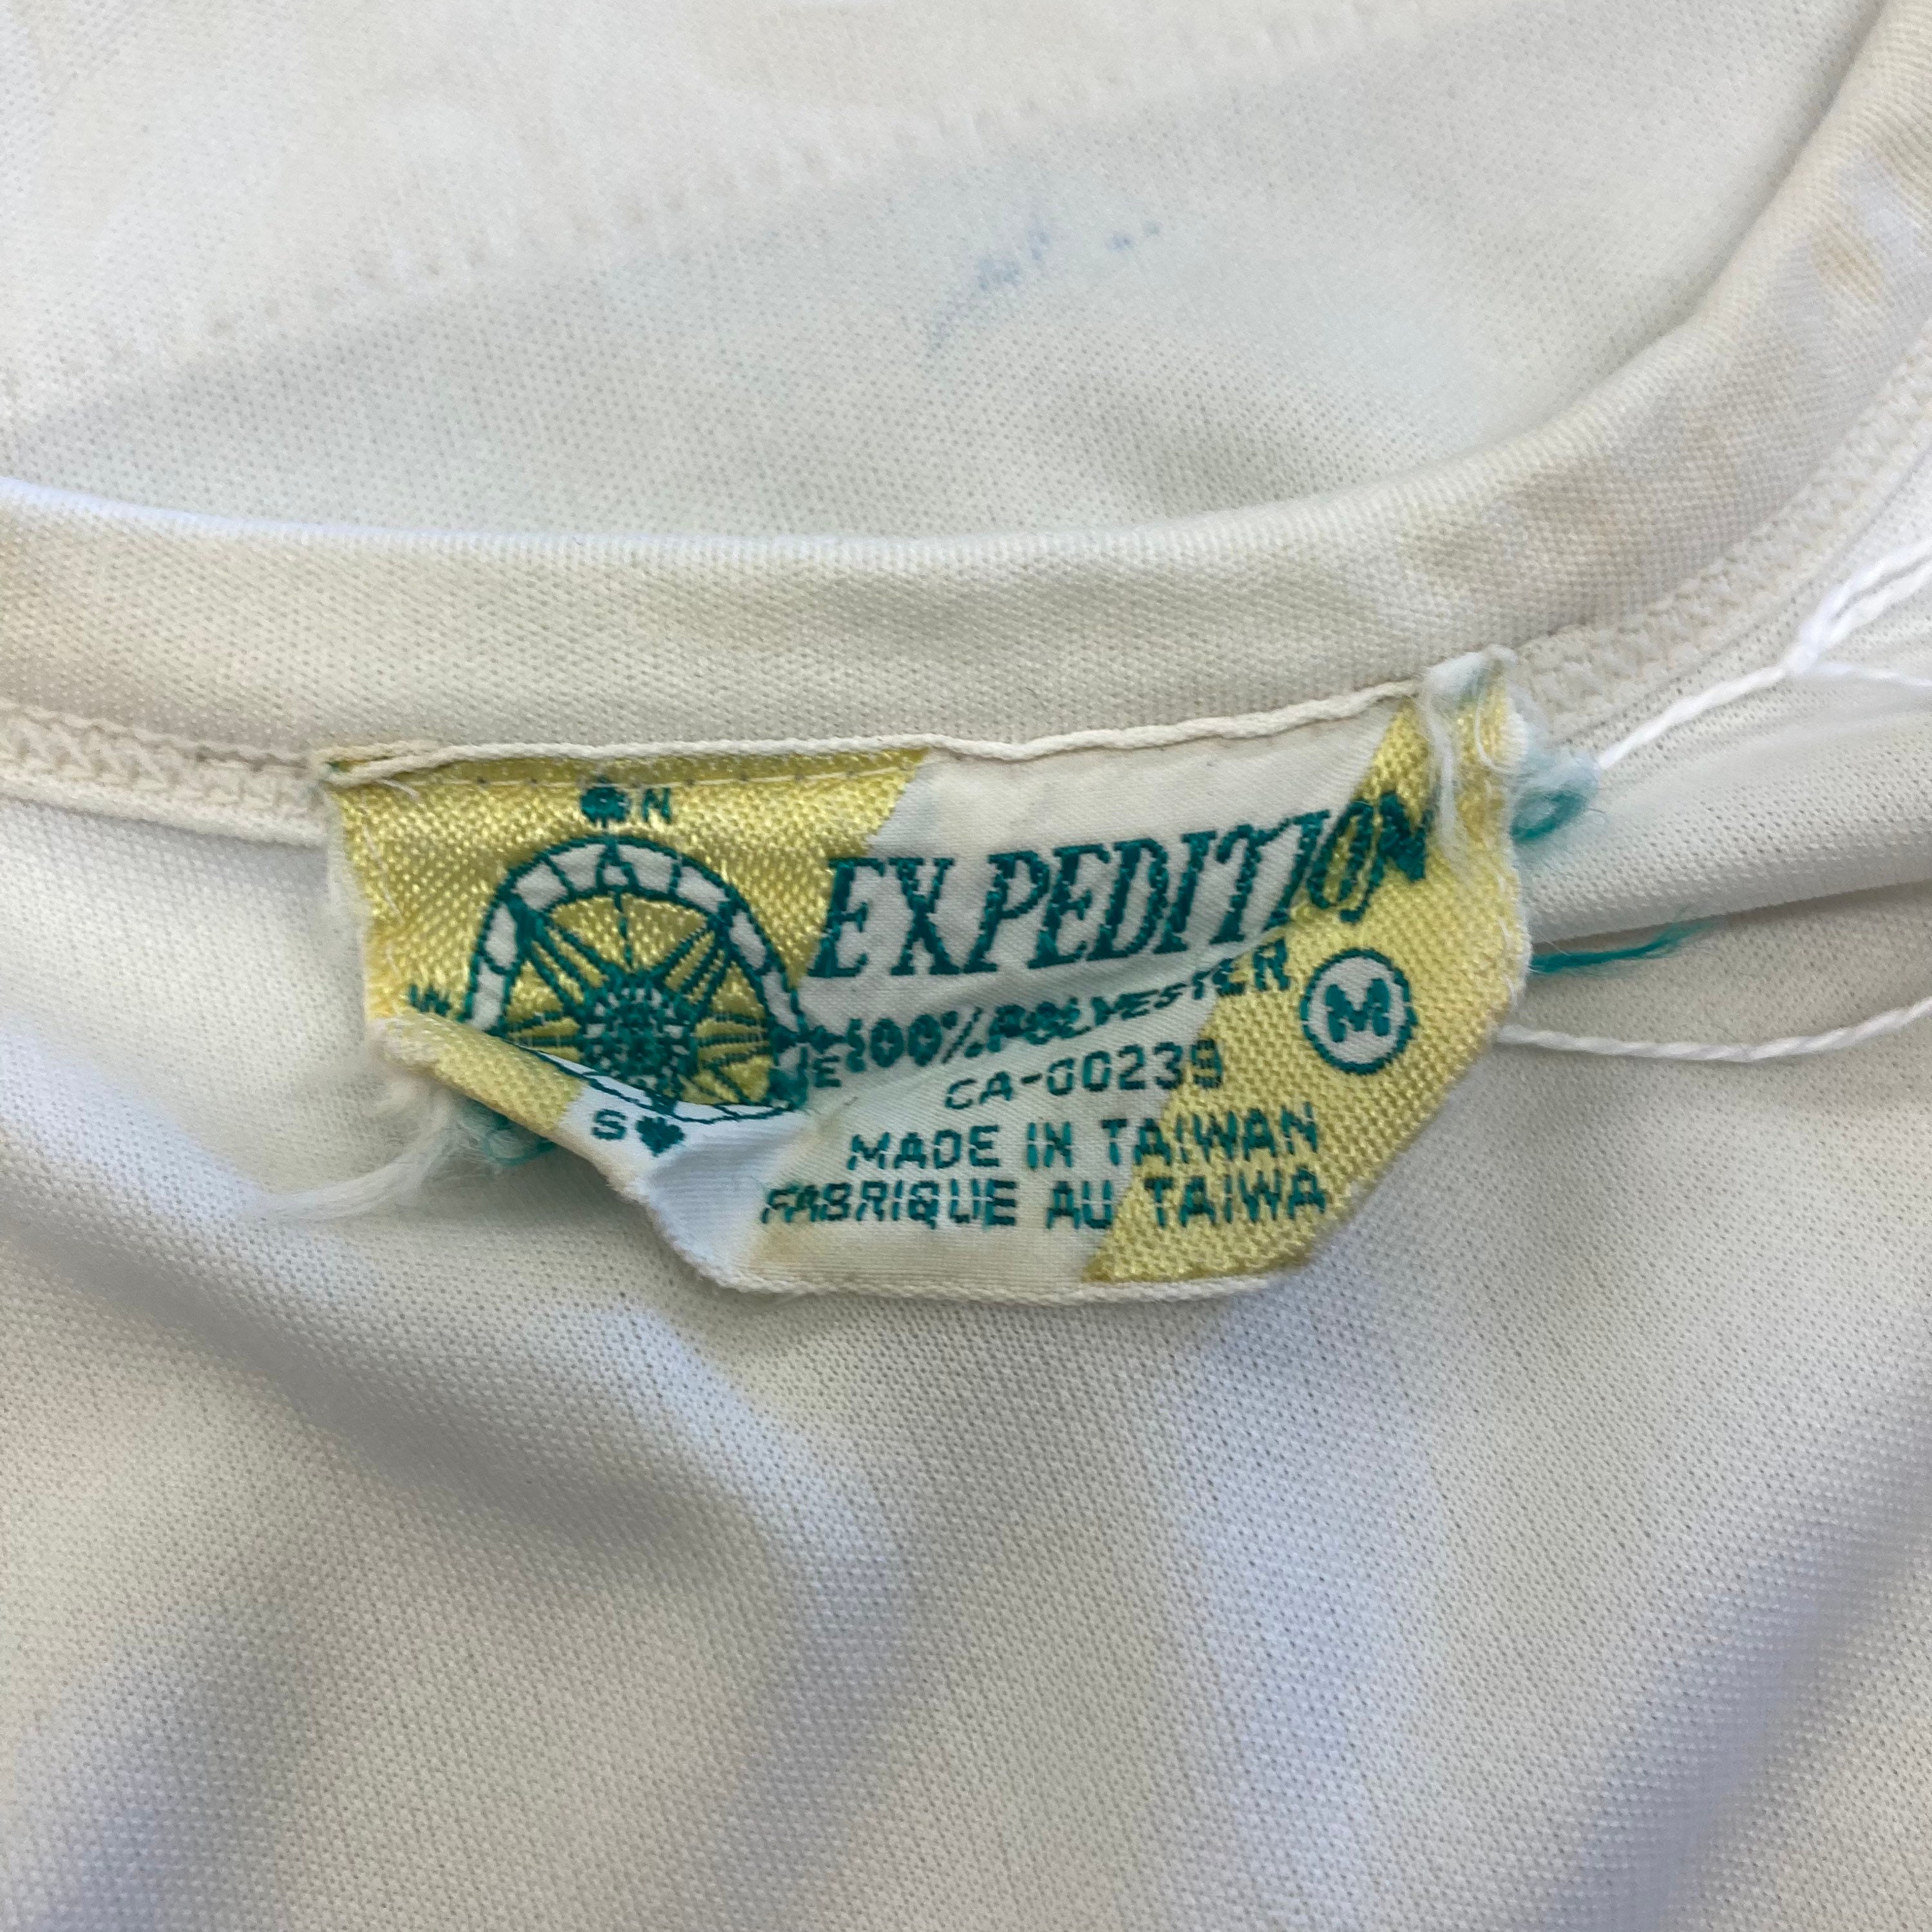 N
W
E
S
EXPEDITION
100% POLYESTER
M
CA-00239
MADE IN TAIWAN
FABRIQUE AU TAIWA